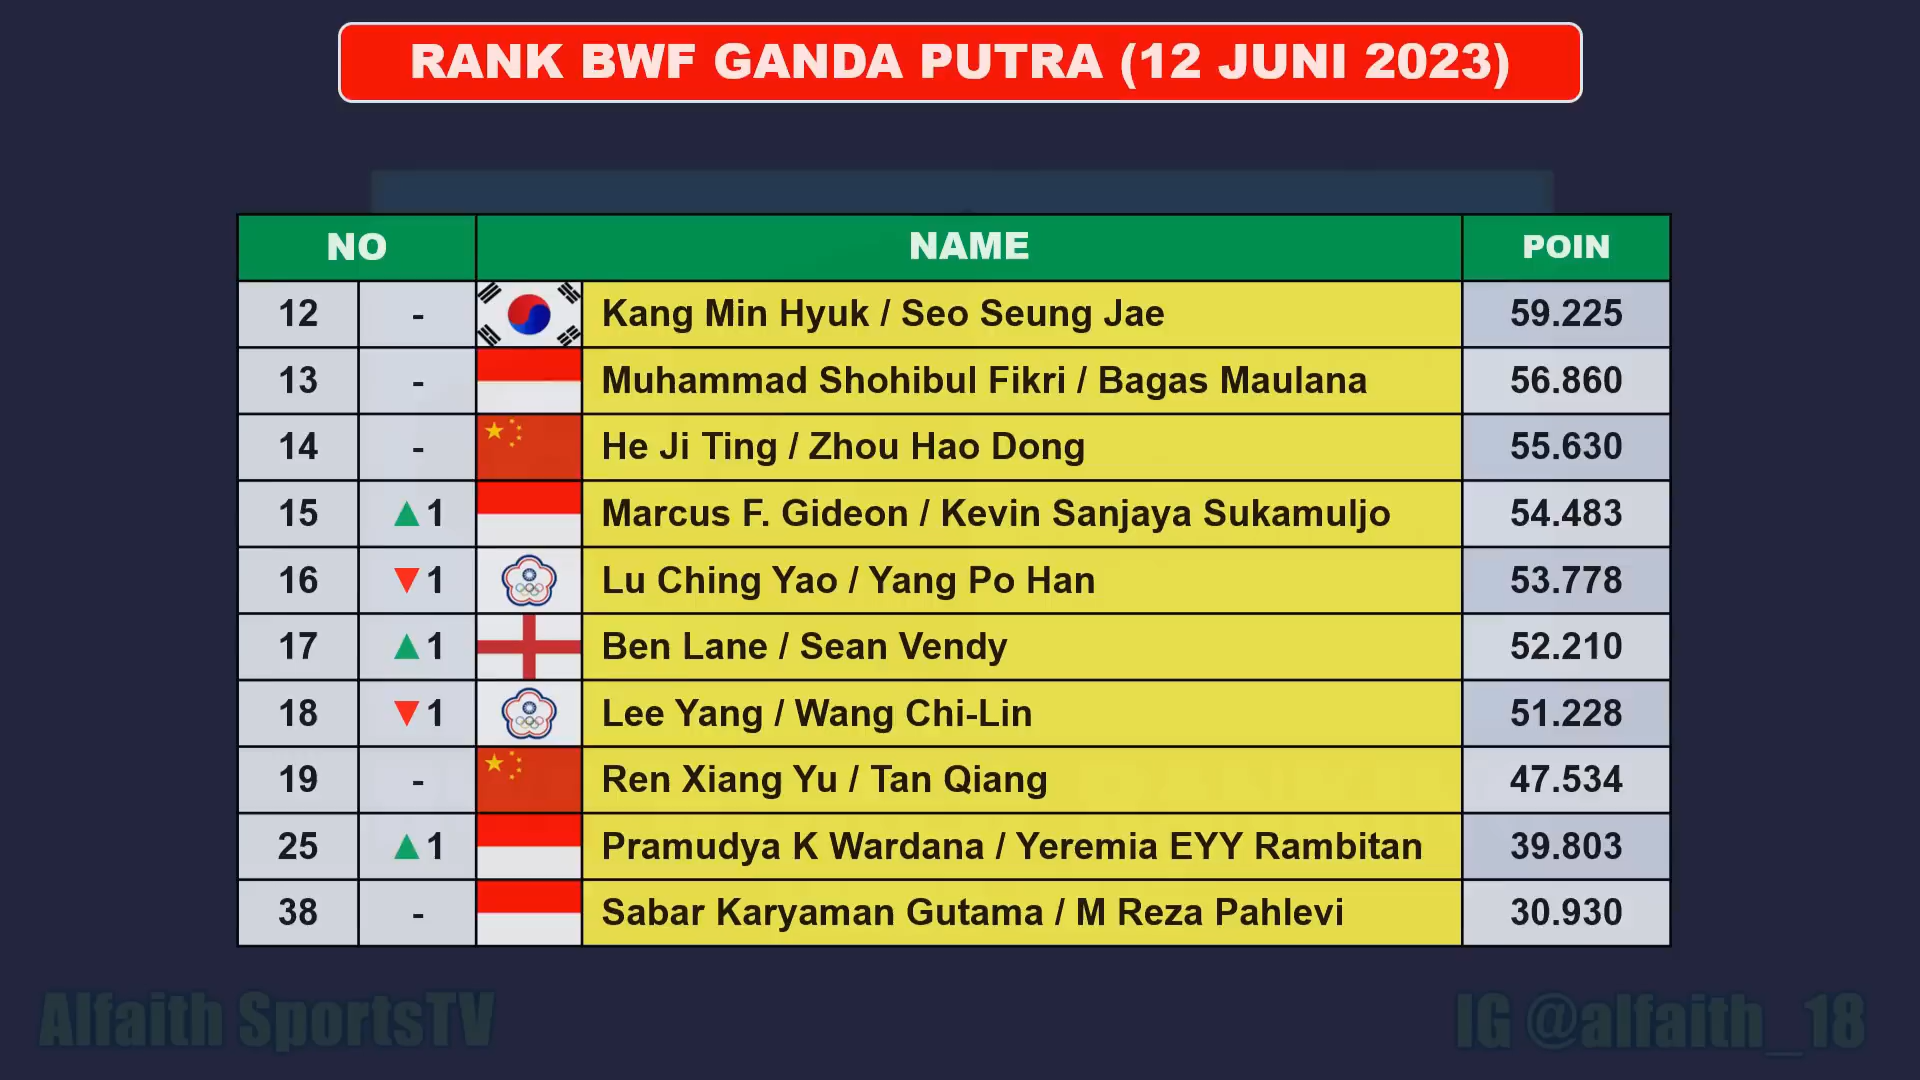 RANK BWF GANDA PUTRA (12 JUNI 2023)
NO NAME POIN
12 - Kang Min Hyuk / Seo Seung Jae 59.225
13 - Muhammad Shohibul Fikri / Bagas Maulana 56.860
14 - He Ji Ting / Zhou Hao Dong 55.630
15 ▲1 Marcus F. Gideon / Kevin Sanjaya Sukamuljo 54.483
16 ▼1 Lu Ching Yao / Yang Po Han 53.778
17 ▲1 Ben Lane / Sean Vendy 52.210
18 ▼1 Lee Yang / Wang Chi-Lin 51.228
19 - Ren Xiang Yu / Tan Qiang 47.534
25 ▲1 Pramudya K Wardana / Yeremia EYY Rambitan 39.803
38 - Sabar Karyaman Gutama / M Reza Pahlevi 30.930
Alfaith SportsTV
IG @alfaith_18